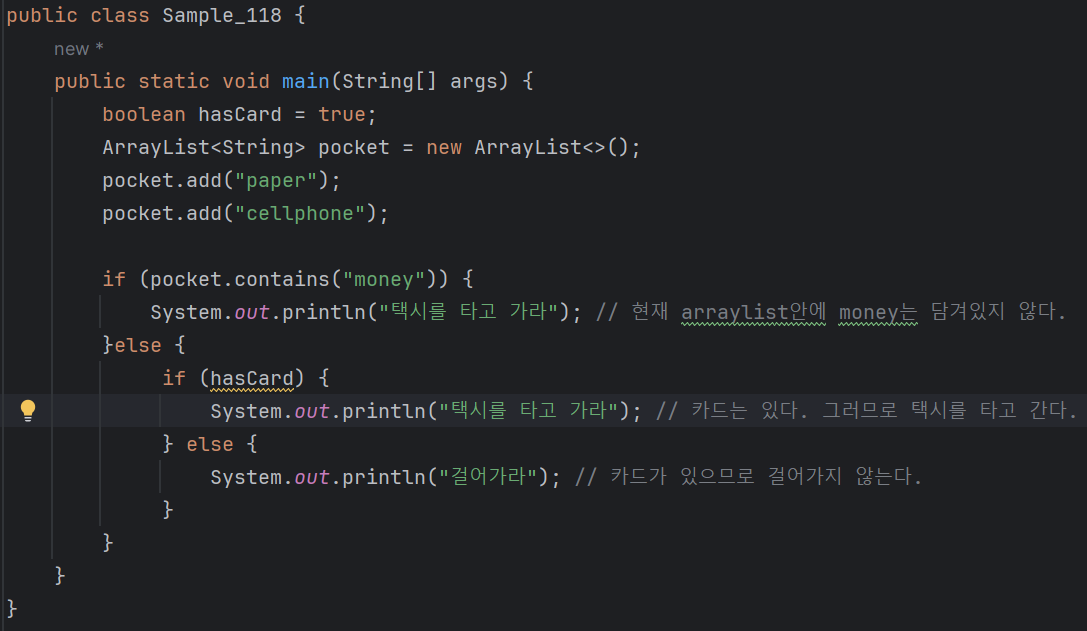 public class Sample_118 {
new *
public static void main(String[] args) {
boolean hasCard = true;
ArrayList<String> pocket = new ArrayList<>();
pocket.add("paper");
pocket.add("cellphone");
if (pocket.contains("money")) {
System.out.println("택시를 타고 가라"); // 현재 arraylist안에 money는 담겨있지 않다.
}else {
if (hasCard) {
System.out.println("택시를 타고 가라"); // 카드는 있다. 그러므로 택시를 타고 간다.
} else {
System.out.println("걸어가라"); // 카드가 있으므로 걸어가지 않는다.
}
}
}
}